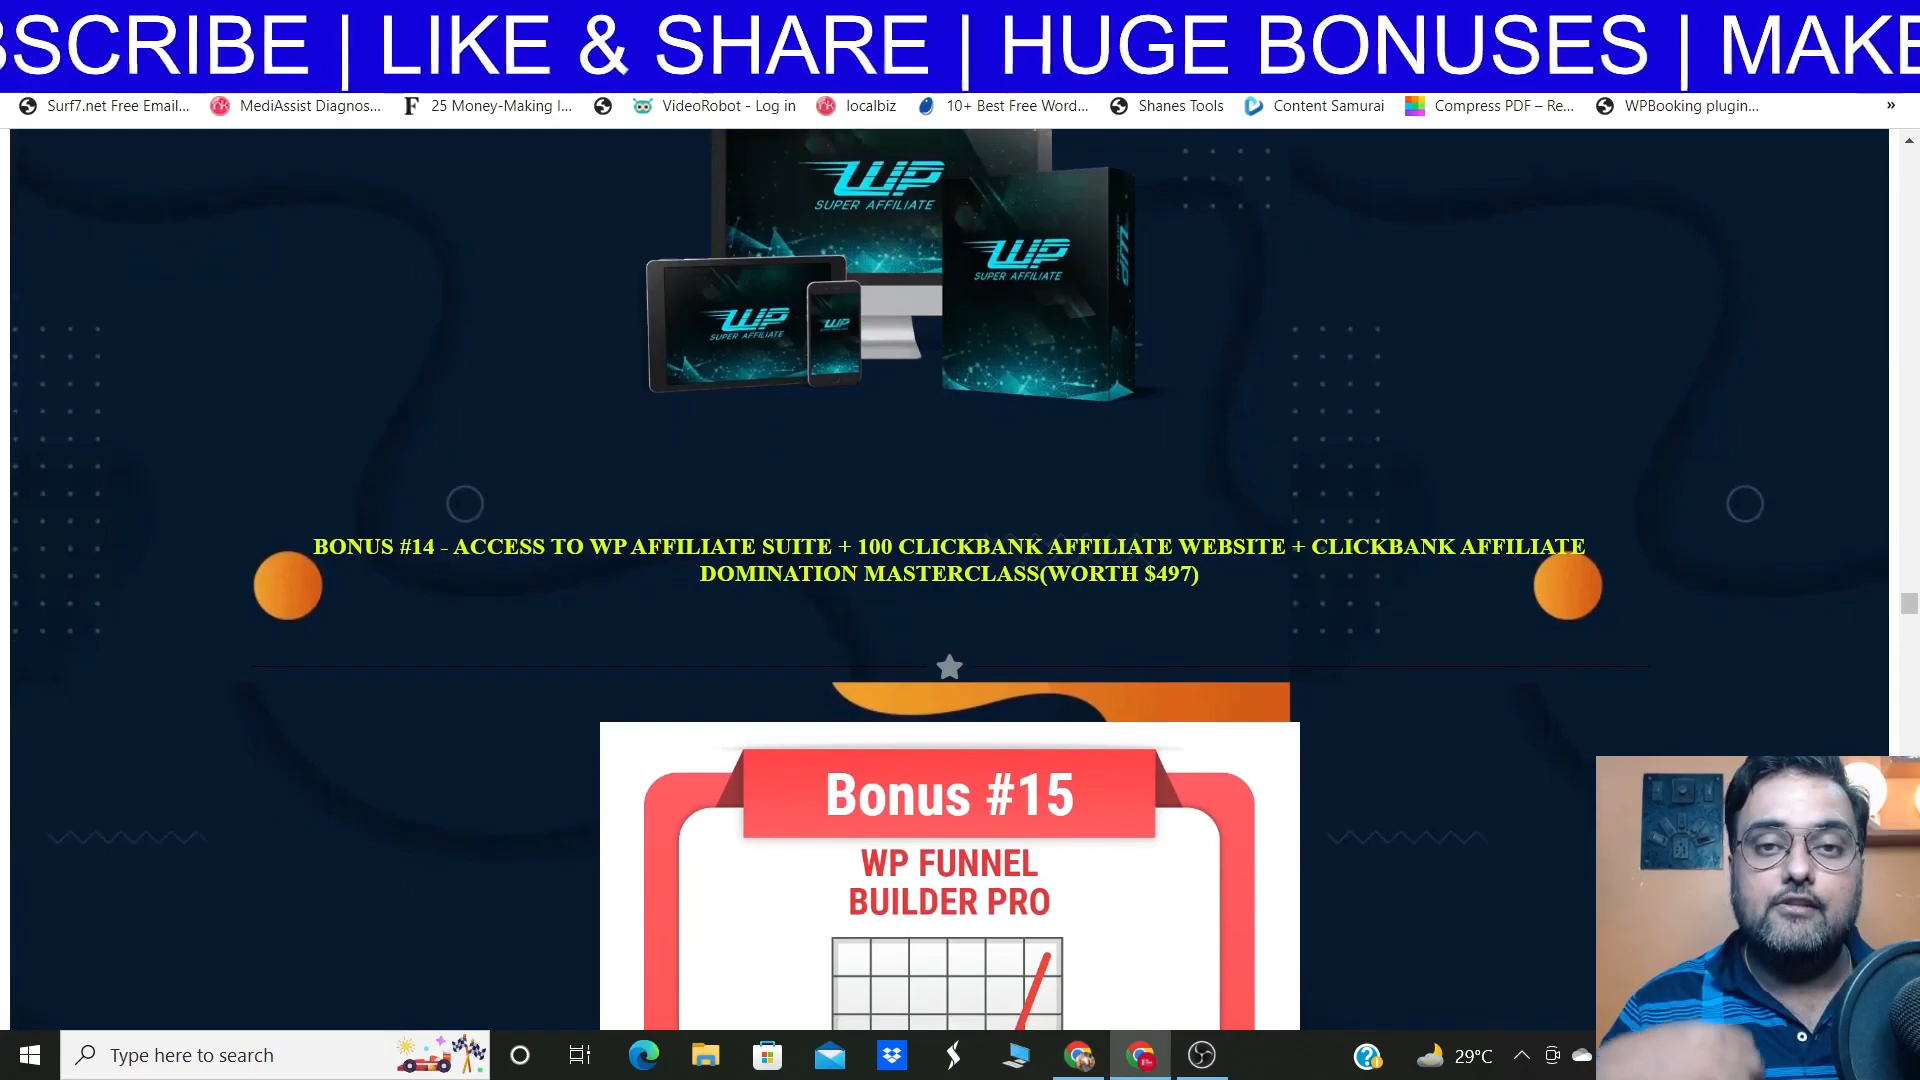 BSCRIBE | LIKE & SHARE | HUGE BONUSES | MAKE
Surf7.net Free Email... MediAssist Diagnos... 25 Money-Making I... VideoRobot - Log in localbiz 10+ Best Free Word... Shanes Tools Content Samurai Compress PDF – Re... WPBooking plugin... »
WP
SUPER AFFILIATE
WP
SUPER AFFILIATE
WP
SUPER AFFILIATE
WP
BONUS #14 - ACCESS TO WP AFFILIATE SUITE + 100 CLICKBANK AFFILIATE WEBSITE + CLICKBANK AFFILIATE
DOMINATION MASTERCLASS(WORTH $497)
Bonus #15
WP FUNNEL
BUILDER PRO
Type here to search
29°C